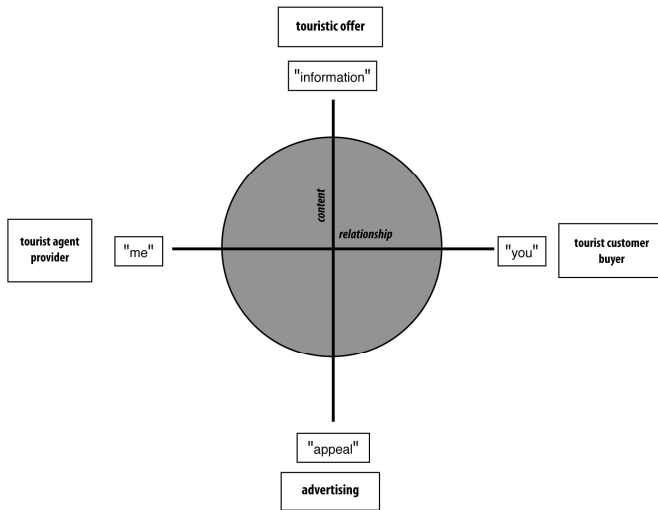 touristic offer
"information"
content
relationship
tourist agent
provider
"me"
"you"
tourist customer
buyer
"appeal"
advertising